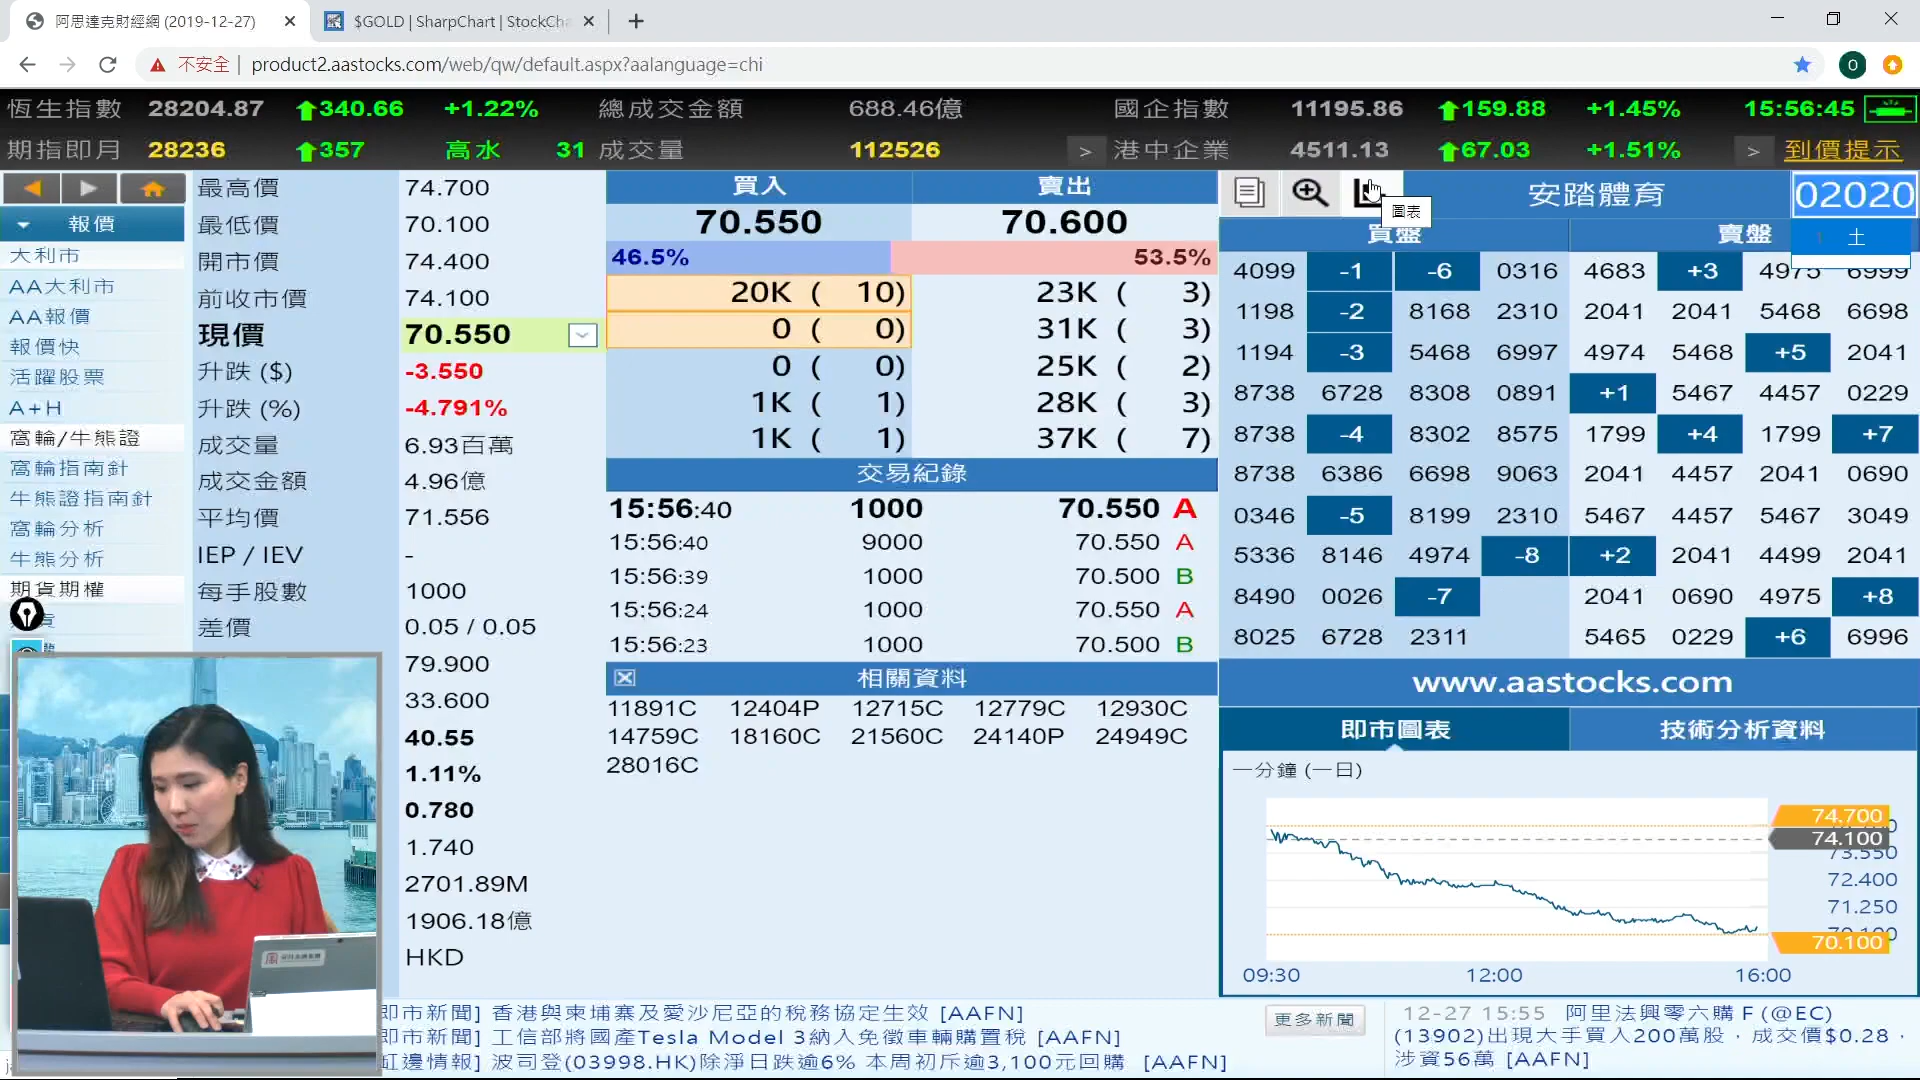 阿思達克財經網 (2019-12-27)
$GOLD | SharpChart | StockCha
不安全 | product2.aastocks.com/web/qw/default.aspx?aalanguage=chi
O
恆生指數 28204.87 340.66 +1.22% 總成交金額 688.46億 國企指數 11195.86 159.88 +1.45% 15:56:45
期指即月 28236 357 高水 31 成交量 112526 > 港中企業 4511.13 67.03 +1.51% > 到價提示
報價
大利市
AA大利市
AA報價
報價快
活躍股票
A+H
窩輪/牛熊證
窩輪指南針
牛熊證指南針
窩輪分析
牛熊分析
期貨期權
最高價 74.700
最低價 70.100
開市價 74.400
前收市價 74.100
現價 70.550
升跌 ($) -3.550
升跌 (%) -4.791%
成交量 6.93百萬
成交金額 4.96億
平均價 71.556
IEP / IEV -
每手股數 1000
差價 0.05 / 0.05
79.900
33.600
40.55
1.11%
0.780
1.740
2701.89M
1906.18億
HKD
買入 賣出
70.550 70.600
46.5% 53.5%
20K ( 10) 23K ( 3)
0 ( 0) 31K ( 3)
0 ( 0) 25K ( 2)
1K ( 1) 28K ( 3)
1K ( 1) 37K ( 7)
交易紀錄
15:56:40 1000 70.550 A
15:56:40 9000 70.550 A
15:56:39 1000 70.500 B
15:56:24 1000 70.550 A
15:56:23 1000 70.500 B
相關資料
11891C 12404P 12715C 12779C 12930C
14759C 18160C 21560C 24140P 24949C
28016C
圖表
安踏體育 02020
土
買盤 賣盤
4099 -1 -6 0316 4683 +3 4975 6999
1198 -2 8168 2310 2041 2041 5468 6698
1194 -3 5468 6997 4974 5468 +5 2041
8738 6728 8308 0891 +1 5467 4457 0229
8738 -4 8302 8575 1799 +4 1799 +7
8738 6386 6698 9063 2041 4457 2041 0690
0346 -5 8199 2310 5467 4457 5467 3049
5336 8146 4974 -8 +2 2041 4499 2041
8490 0026 -7 2041 0690 4975 +8
8025 6728 2311 5465 0229 +6 6996
www.aastocks.com
即市圖表 技術分析資料
一分鐘 (一日)
74.700
74.100
73.550
72.400
71.250
70.100
09:30 12:00 16:00
即市新聞] 香港與柬埔寨及愛沙尼亞的稅務協定生效 [AAFN]
即市新聞] 工信部將國產Tesla Model 3納入免徵車輛購置稅 [AAFN]
缸邊情報] 波司登(03998.HK)除淨日跌逾6% 本周初斥逾3,100元回購 [AAFN]
更多新聞
12-27 15:55 阿里法興零六購 F (@EC)
(13902)出現大手買入200萬股，成交價$0.28，
涉資56萬 [AAFN]